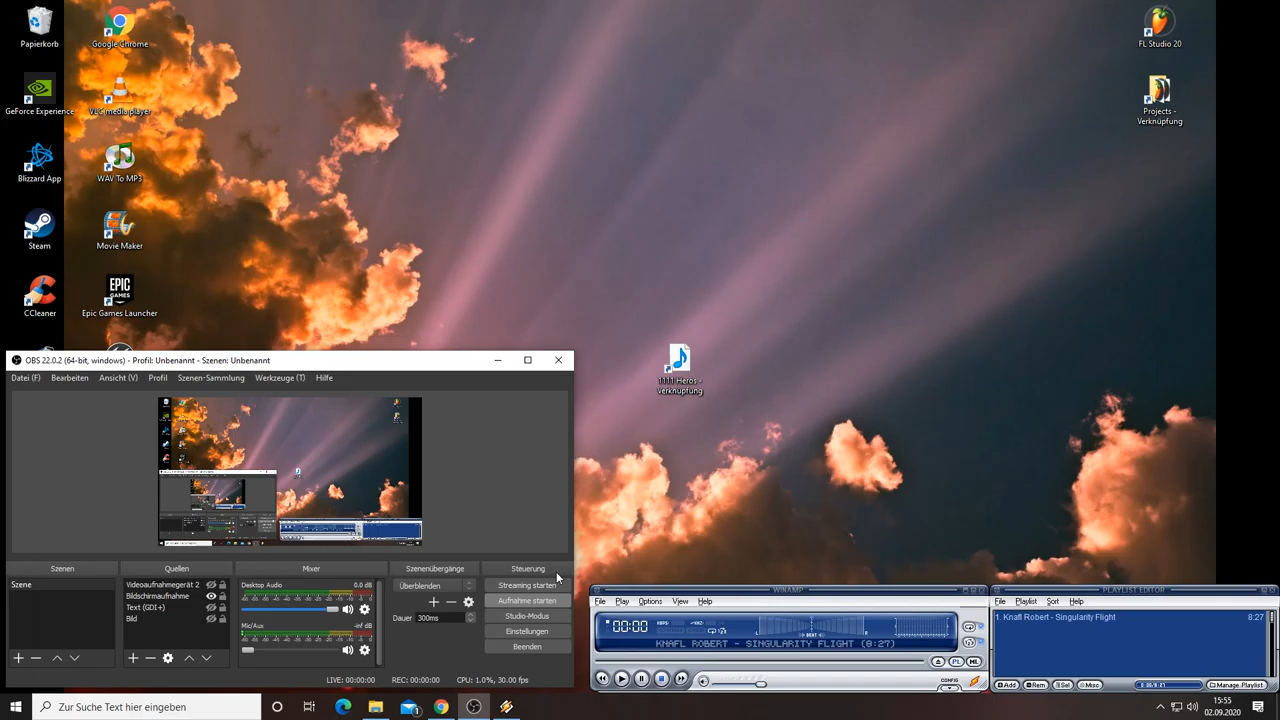 Papierkorb
Google Chrome
FL Studio 20
GeForce Experience
VLC media player
Projects -
Verknüpfung
Blizzard App
WAV To MP3
Steam
Movie Maker
CCleaner
EPIC
GAMES
Epic Games Launcher
1111 Heros -
Verknüpfung
OBS 22.0.2 (64-bit, windows) - Profil: Unbenannt - Szenen: Unbenannt
Datei (F) Bearbeiten Ansicht (V) Profil Szenen-Sammlung Werkzeuge (T) Hilfe
Szenen Quellen Mixer Szenenübergänge Steuerung
Szene
Videoaufnahmegerät 2
Bildschirmaufnahme
Text (GDI+)
Bild
Desktop Audio 0.0 dB
Mic/Aux -inf dB
Überblenden
Dauer 300ms
Streaming starten
Aufnahme starten
Studio-Modus
Einstellungen
Beenden
LIVE: 00:00:00 REC: 00:00:00 CPU: 1.0%, 30.00 fps
WINAMP
File Play Options View Help
00:00
KNAFL ROBERT - SINGULARITY FLIGHT (8:27)
PL ML
CONFIG
PLAYLIST EDITOR
File Playlist Sort Help
1. Knafl Robert - Singularity Flight 8:27
Add Rem Sel Misc Manage Playlist
Zur Suche Text hier eingeben
15:55
02.09.2020